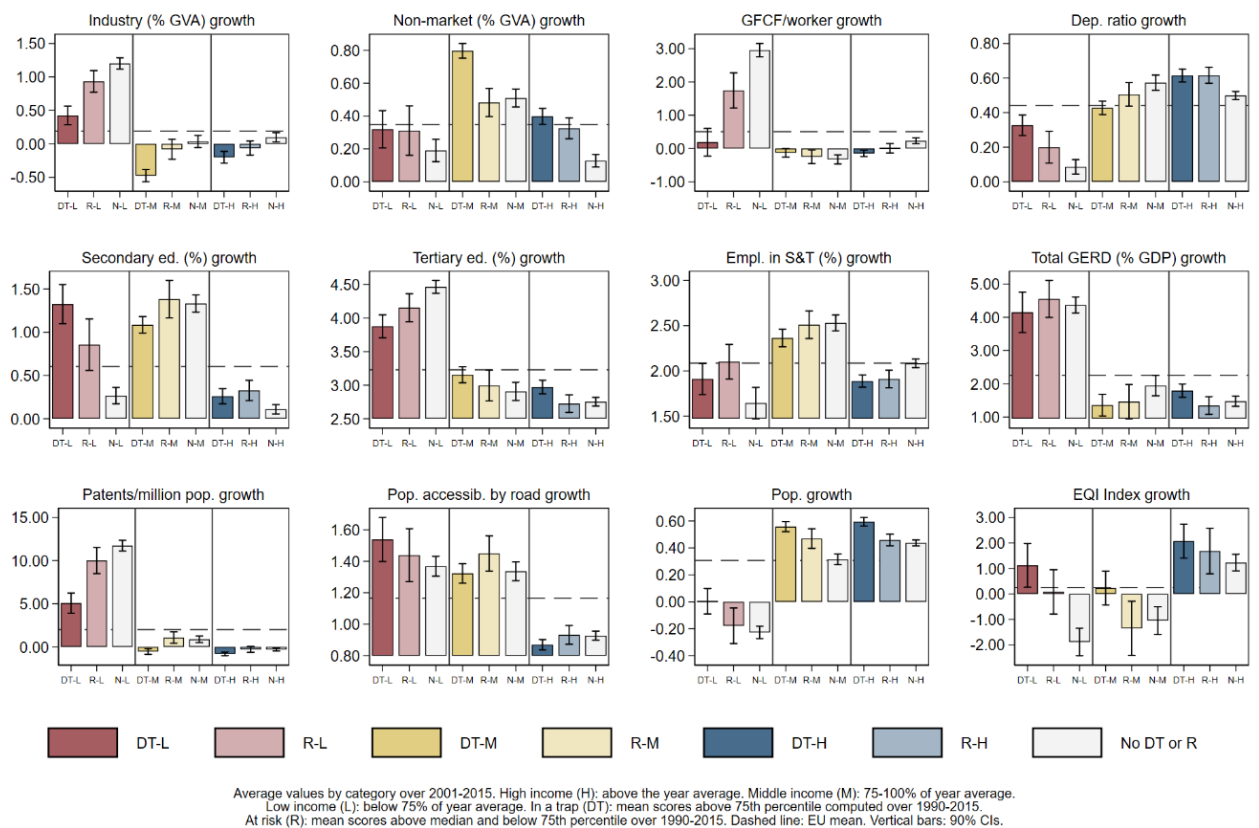 Industry (% GVA) growth
1.50
1.00
0.50
0.00
-0.50
DT-L R-L N-L DT-M R-M N-M DT-H R-H N-H
Non-market (% GVA) growth
0.80
0.60
0.40
0.20
0.00
DT-L R-L N-L DT-M R-M N-M DT-H R-H N-H
GFCF/worker growth
3.00
2.00
1.00
0.00
-1.00
DT-L R-L N-L DT-M R-M N-M DT-H R-H N-H
Dep. ratio growth
0.80
0.60
0.40
0.20
0.00
DT-L R-L N-L DT-M R-M N-M DT-H R-H N-H
Secondary ed. (%) growth
1.50
1.00
0.50
0.00
DT-L R-L N-L DT-M R-M N-M DT-H R-H N-H
Tertiary ed. (%) growth
4.50
4.00
3.50
3.00
2.50
DT-L R-L N-L DT-M R-M N-M DT-H R-H N-H
Empl. in S&T (%) growth
3.00
2.50
2.00
1.50
DT-L R-L N-L DT-M R-M N-M DT-H R-H N-H
Total GERD (% GDP) growth
5.00
4.00
3.00
2.00
1.00
DT-L R-L N-L DT-M R-M N-M DT-H R-H N-H
Patents/million pop. growth
15.00
10.00
5.00
0.00
DT-L R-L N-L DT-M R-M N-M DT-H R-H N-H
Pop. accessib. by road growth
1.60
1.40
1.20
1.00
0.80
DT-L R-L N-L DT-M R-M N-M DT-H R-H N-H
Pop. growth
0.60
0.40
0.20
0.00
-0.20
-0.40
DT-L R-L N-L DT-M R-M N-M DT-H R-H N-H
EQI Index growth
3.00
2.00
1.00
0.00
-1.00
-2.00
DT-L R-L N-L DT-M R-M N-M DT-H R-H N-H
DT-L R-L DT-M R-M DT-H R-H No DT or R
Average values by category over 2001-2015. High income (H): above the year average. Middle income (M): 75-100% of year average.
Low income (L): below 75% of year average. In a trap (DT): mean scores above 75th percentile computed over 1990-2015.
At risk (R): mean scores above median and below 75th percentile over 1990-2015. Dashed line: EU mean. Vertical bars: 90% CIs.